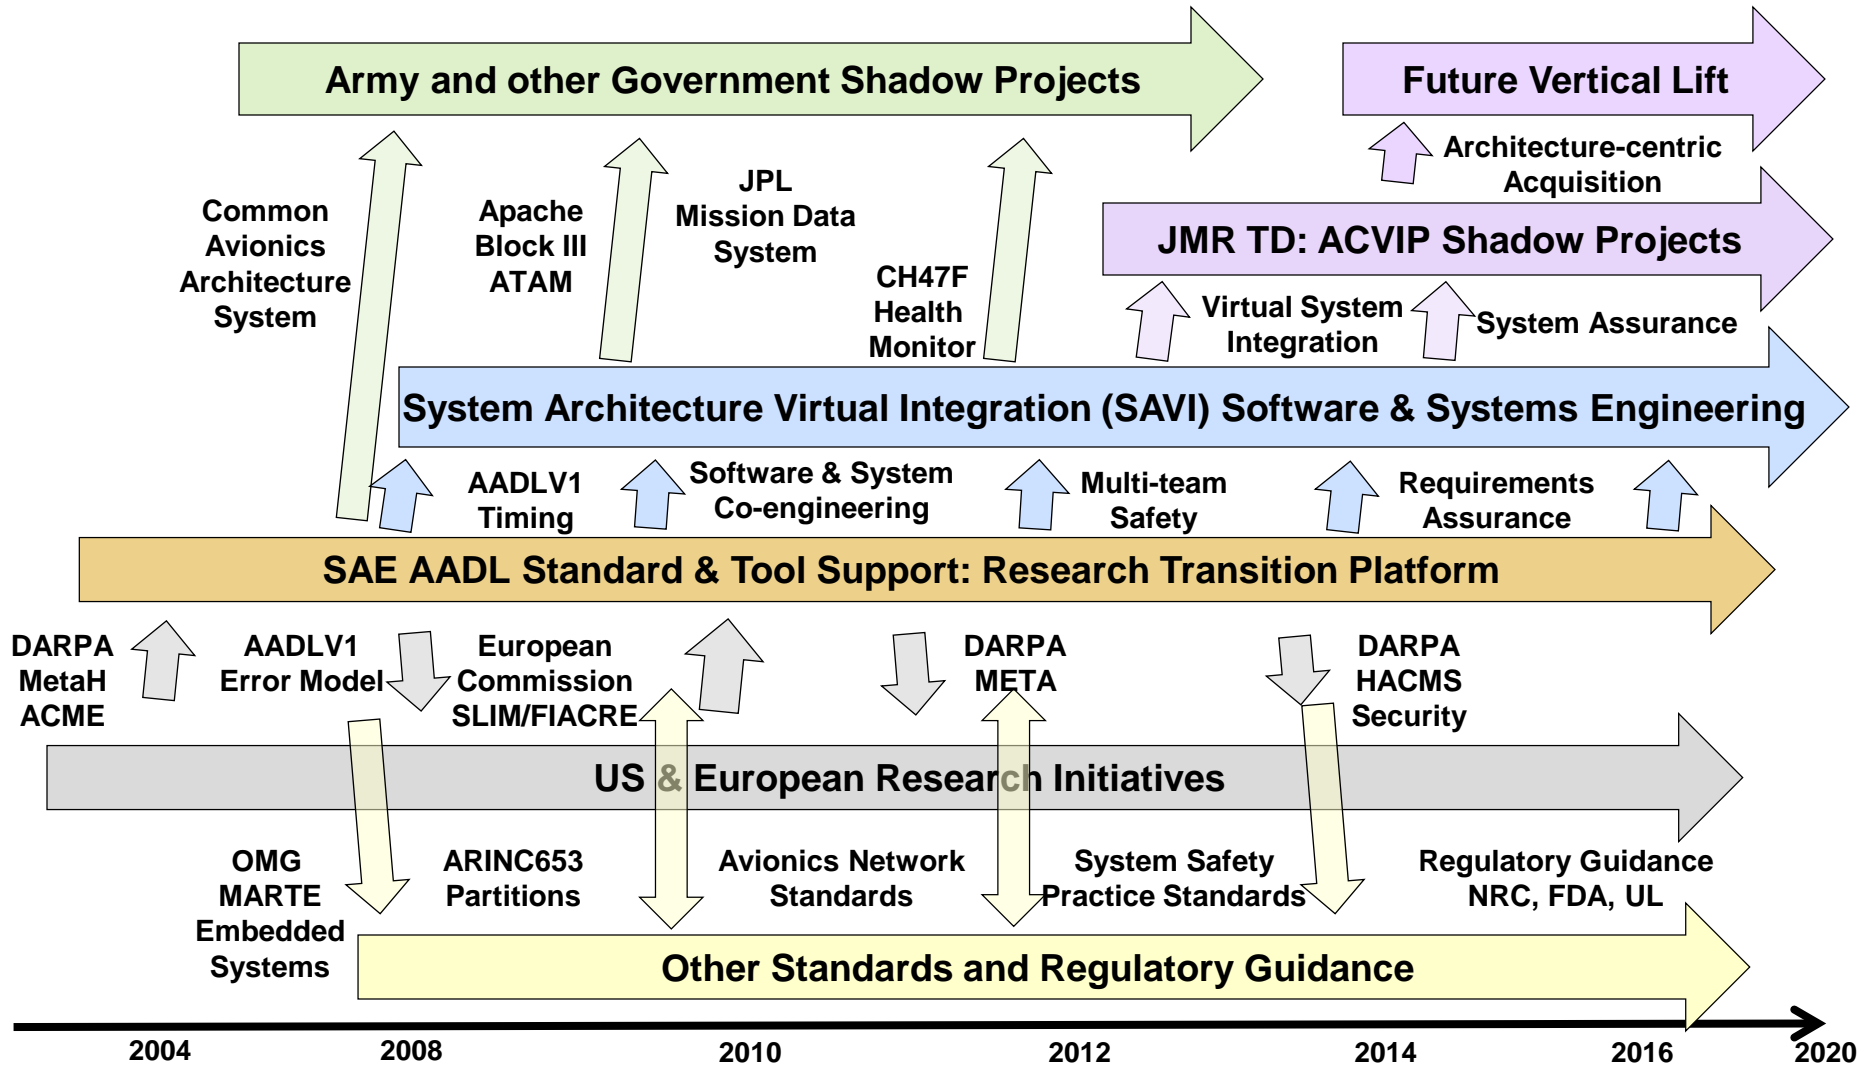 Army and other Government Shadow Projects
Future Vertical Lift
Architecture-centric
Acquisition
Common
Avionics
Architecture
System
Apache
Block III
ATAM
JPL
Mission Data
System
CH47F
Health
Monitor
JMR TD: ACVIP Shadow Projects
Virtual System
Integration
System Assurance
System Architecture Virtual Integration (SAVI) Software & Systems Engineering
AADLV1
Timing
Software & System
Co-engineering
Multi-team
Safety
Requirements
Assurance
SAE AADL Standard & Tool Support: Research Transition Platform
DARPA
MetaH
ACME
AADLV1
Error Model
European
Commission
SLIM/FIACRE
DARPA
META
DARPA
HACMS
Security
US & European Research Initiatives
OMG
MARTE
Embedded
Systems
ARINC653
Partitions
Avionics Network
Standards
System Safety
Practice Standards
Regulatory Guidance
NRC, FDA, UL
Other Standards and Regulatory Guidance
2004
2008
2010
2012
2014
2016
2020